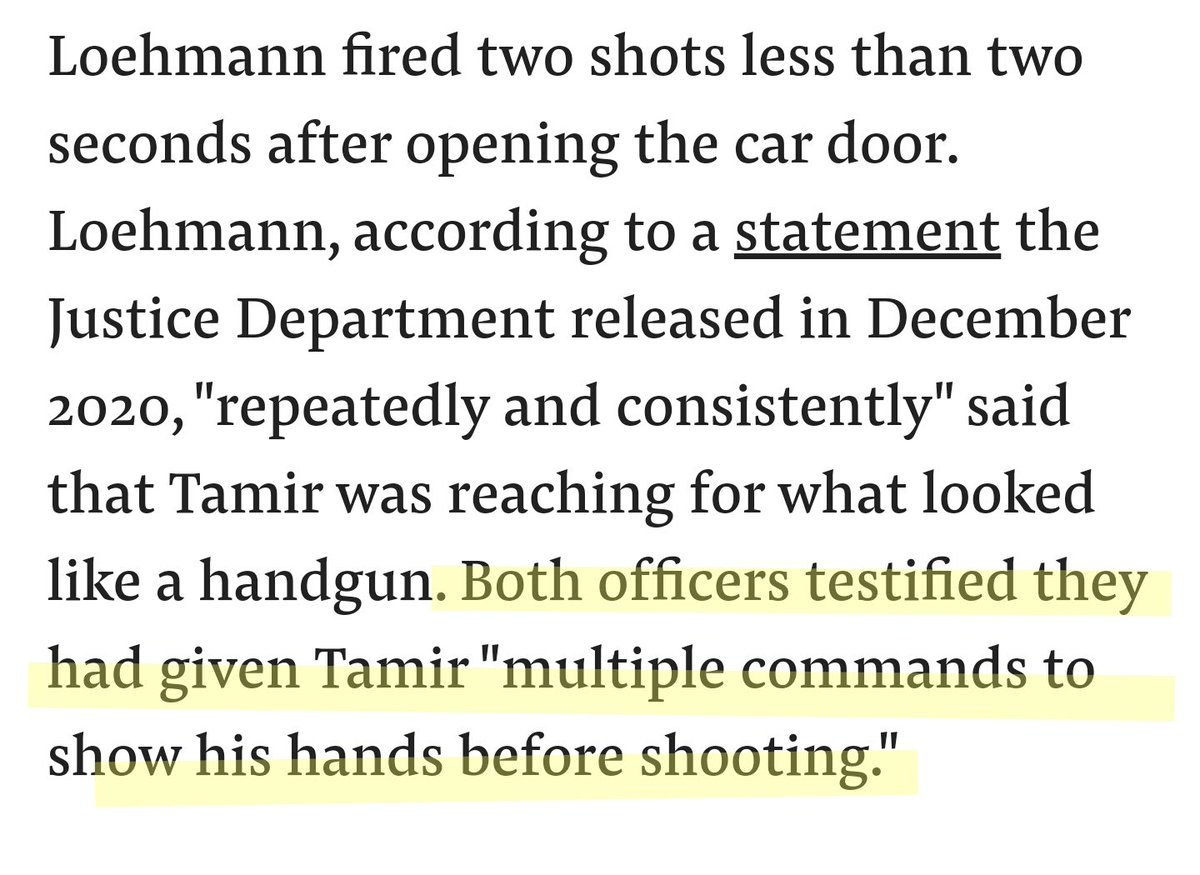 Loehmann fired two shots less than two
seconds after opening the car door.
Loehmann, according to a statement the
Justice Department released in December
2020, "repeatedly and consistently" said
that Tamir was reaching for what looked
like a handgun. Both officers testified they
had given Tamir "multiple commands to
show his hands before shooting."